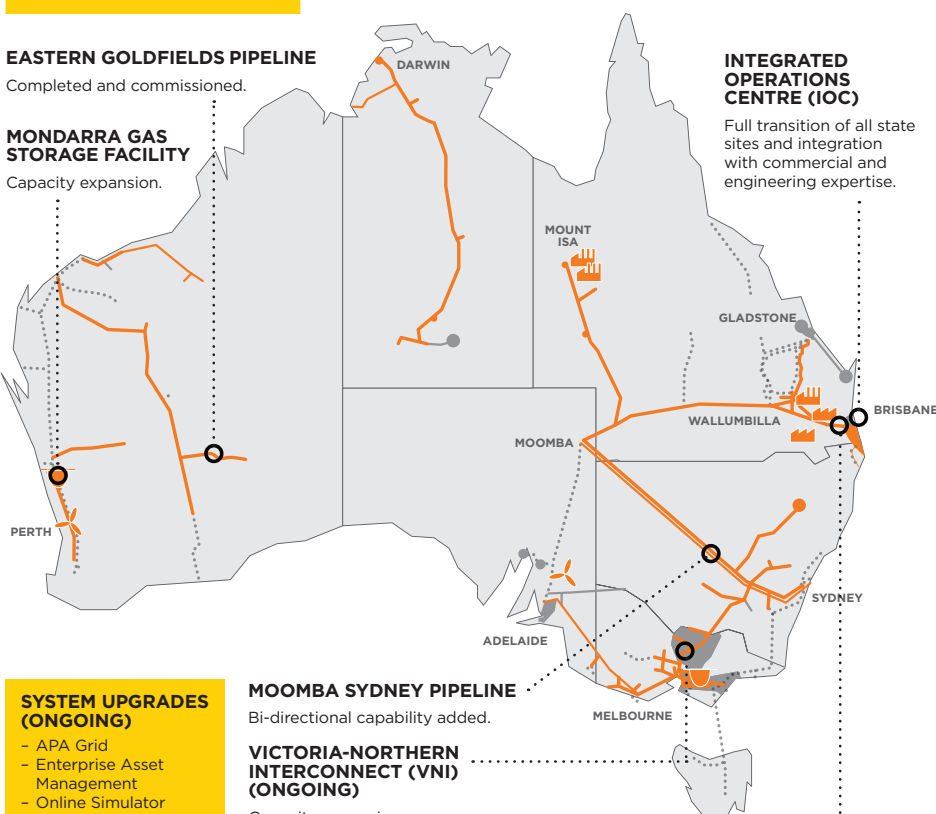 EASTERN GOLDFIELDS PIPELINE
Completed and commissioned.
MONDARRA GAS
STORAGE FACILITY
Capacity expansion.
INTEGRATED
OPERATIONS
CENTRE (IOC)
Full transition of all state
sites and integration
with commercial and
engineering expertise.
DARWIN
MOUNT
ISA
GLADSTONE
BRISBANE
WALLUMBILLA
MOOMBA
PERTH
SYDNEY
ADELAIDE
MELBOURNE
SYSTEM UPGRADES
(ONGOING)
– APA Grid
– Enterprise Asset
Management
– Online Simulator
MOOMBA SYDNEY PIPELINE
Bi-directional capability added.
VICTORIA-NORTHERN
INTERCONNECT (VNI)
(ONGOING)